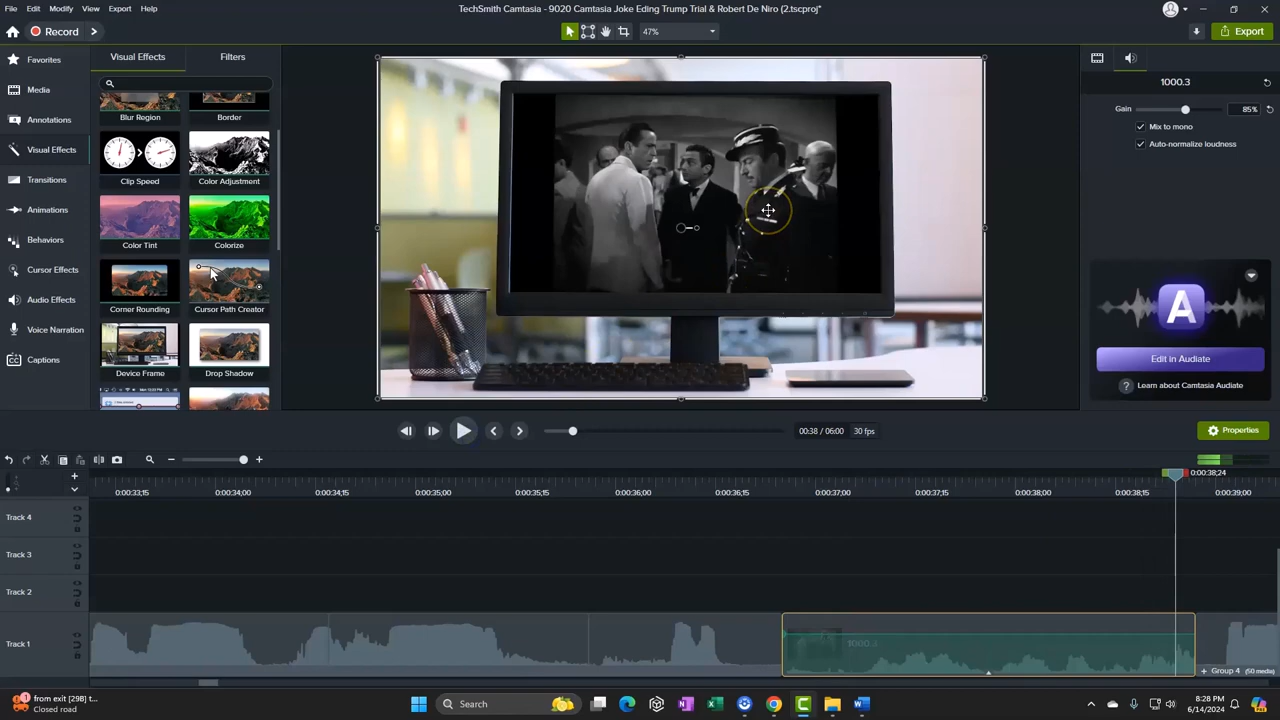 File Edit Modify View Export Help
TechSmith Camtasia - 9020 Camtasia Joke Eding Trump Trial & Robert De Niro (2.tscproj*
Record
47%
Export
Favorites
Media
Annotations
Visual Effects
Transitions
Animations
Behaviors
Cursor Effects
Audio Effects
Voice Narration
Captions
Visual Effects Filters
Blur Region Border
Clip Speed Color Adjustment
Color Tint Colorize
Corner Rounding Cursor Path Creator
Device Frame Drop Shadow
1000.3
Gain 85%
Mix to mono
Auto-normalize loudness
A
Edit in Audiate
? Learn about Camtasia Audiate
00:38 / 06:00 30 fps
Properties
0:00:38;24
0:00:33;15 0:00:34;00 0:00:34;15 0:00:35;00 0:00:35;15 0:00:36;00 0:00:36;15 0:00:37;00 0:00:37;15 0:00:38;00 0:00:38;15 0:00:39;00
Track 4
Track 3
Track 2
Track 1
1000.3
+ Group 4 (50 media)
from exit [29B] t...
Closed road
Search
8:28 PM
6/14/2024